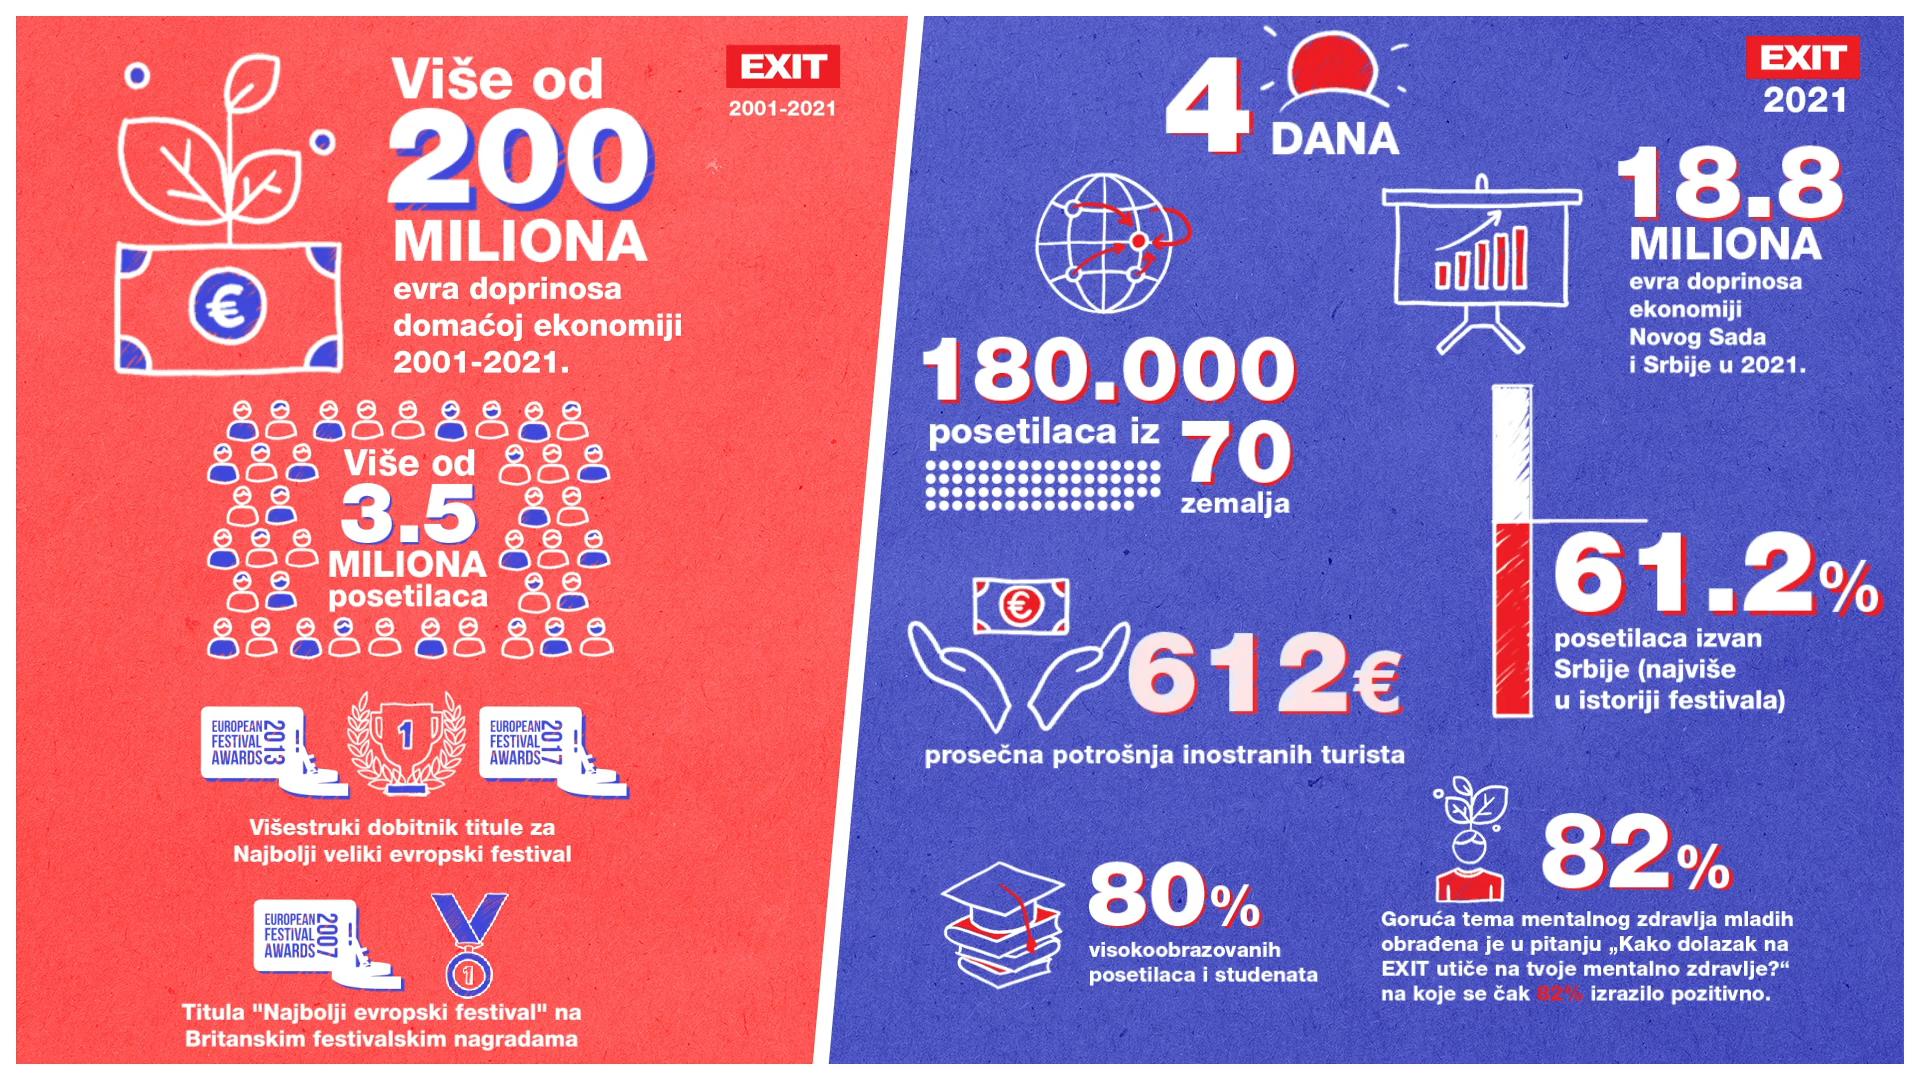 EXIT
2001-2021
Više od
200
MILIONA
evra doprinosa
domaćoj ekonomiji
2001-2021.
€
Više od
3.5
MILIONA
posetilaca
EUROPEAN
FESTIVAL
AWARDS
2013
1
EUROPEAN
FESTIVAL
AWARDS
2017
Višestruki dobitnik titule za
Najbolji veliki evropski festival
EUROPEAN
FESTIVAL
AWARDS
2007
1
Titula "Najbolji evropski festival" na
Britanskim festivalskim nagradama
EXIT
2021
4
DANA
180.000
posetilaca iz
70
zemalja
18.8
MILIONA
evra doprinosa
ekonomiji
Novog Sada
i Srbije u 2021.
61.2%
posetilaca izvan
Srbije (najviše
u istoriji festivala)
€
612€
prosečna potrošnja inostranih turista
80%
visokoobrazovanih
posetilaca i studenata
82%
Goruća tema mentalnog zdravlja mladih
obrađena je u pitanju „Kako dolazak na
EXIT utiče na tvoje mentalno zdravlje?“
na koje se čak 82% izrazilo pozitivno.